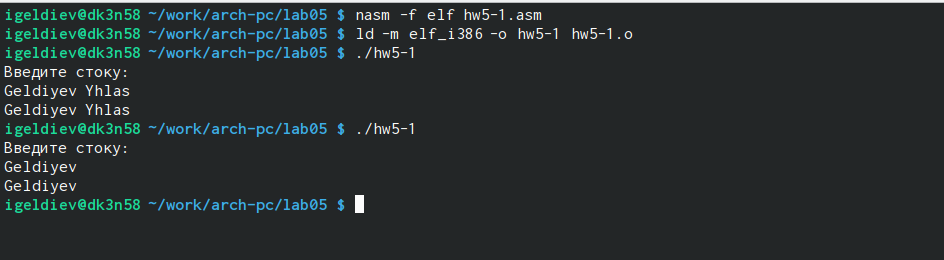 igeldiev@dk3n58 ~/work/arch-pc/lab05 $ nasm -f elf hw5-1.asm
igeldiev@dk3n58 ~/work/arch-pc/lab05 $ ld -m elf_i386 -o hw5-1 hw5-1.o
igeldiev@dk3n58 ~/work/arch-pc/lab05 $ ./hw5-1
Введите стоку:
Geldiyev Yhlas
Geldiyev Yhlas
igeldiev@dk3n58 ~/work/arch-pc/lab05 $ ./hw5-1
Введите стоку:
Geldiyev
Geldiyev
igeldiev@dk3n58 ~/work/arch-pc/lab05 $